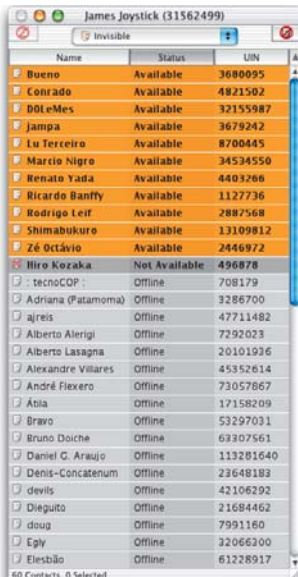 James Joystick (31562499)
Invisible
Name Status UIN
Bueno Available 3680095
Conrado Available 4821502
DOLeMes Available 32155987
jampa Available 3679242
Lu Terceiro Available 8700445
Marcio Nigro Available 34534550
Renato Yada Available 4403266
Ricardo Banffy Available 1127736
Rodrigo Leif Available 2887568
Shimabukuro Available 13109812
Zé Octávio Available 2446972
Hiro Kozaka Not Available 496878
: tecnoCOP : Offline 708179
Adriana (Patamoma) Offline 3286700
ajreis Offline 47711482
Alberto Alerigi Offline 7292023
Alberto Lasagna Offline 20101936
Alexandre Villares Offline 45352614
André Flexero Offline 73057867
Átila Offline 17158209
Bravo Offline 53297031
Bruno Doiche Offline 63307561
Daniel G. Araujo Offline 113281640
Denis-Concatenum Offline 23648183
devils Offline 42106292
Dieguito Offline 21684462
doug Offline 7991160
Egly Offline 32066300
Elesbão Offline 61228917
60 Contacts, 0 Selected